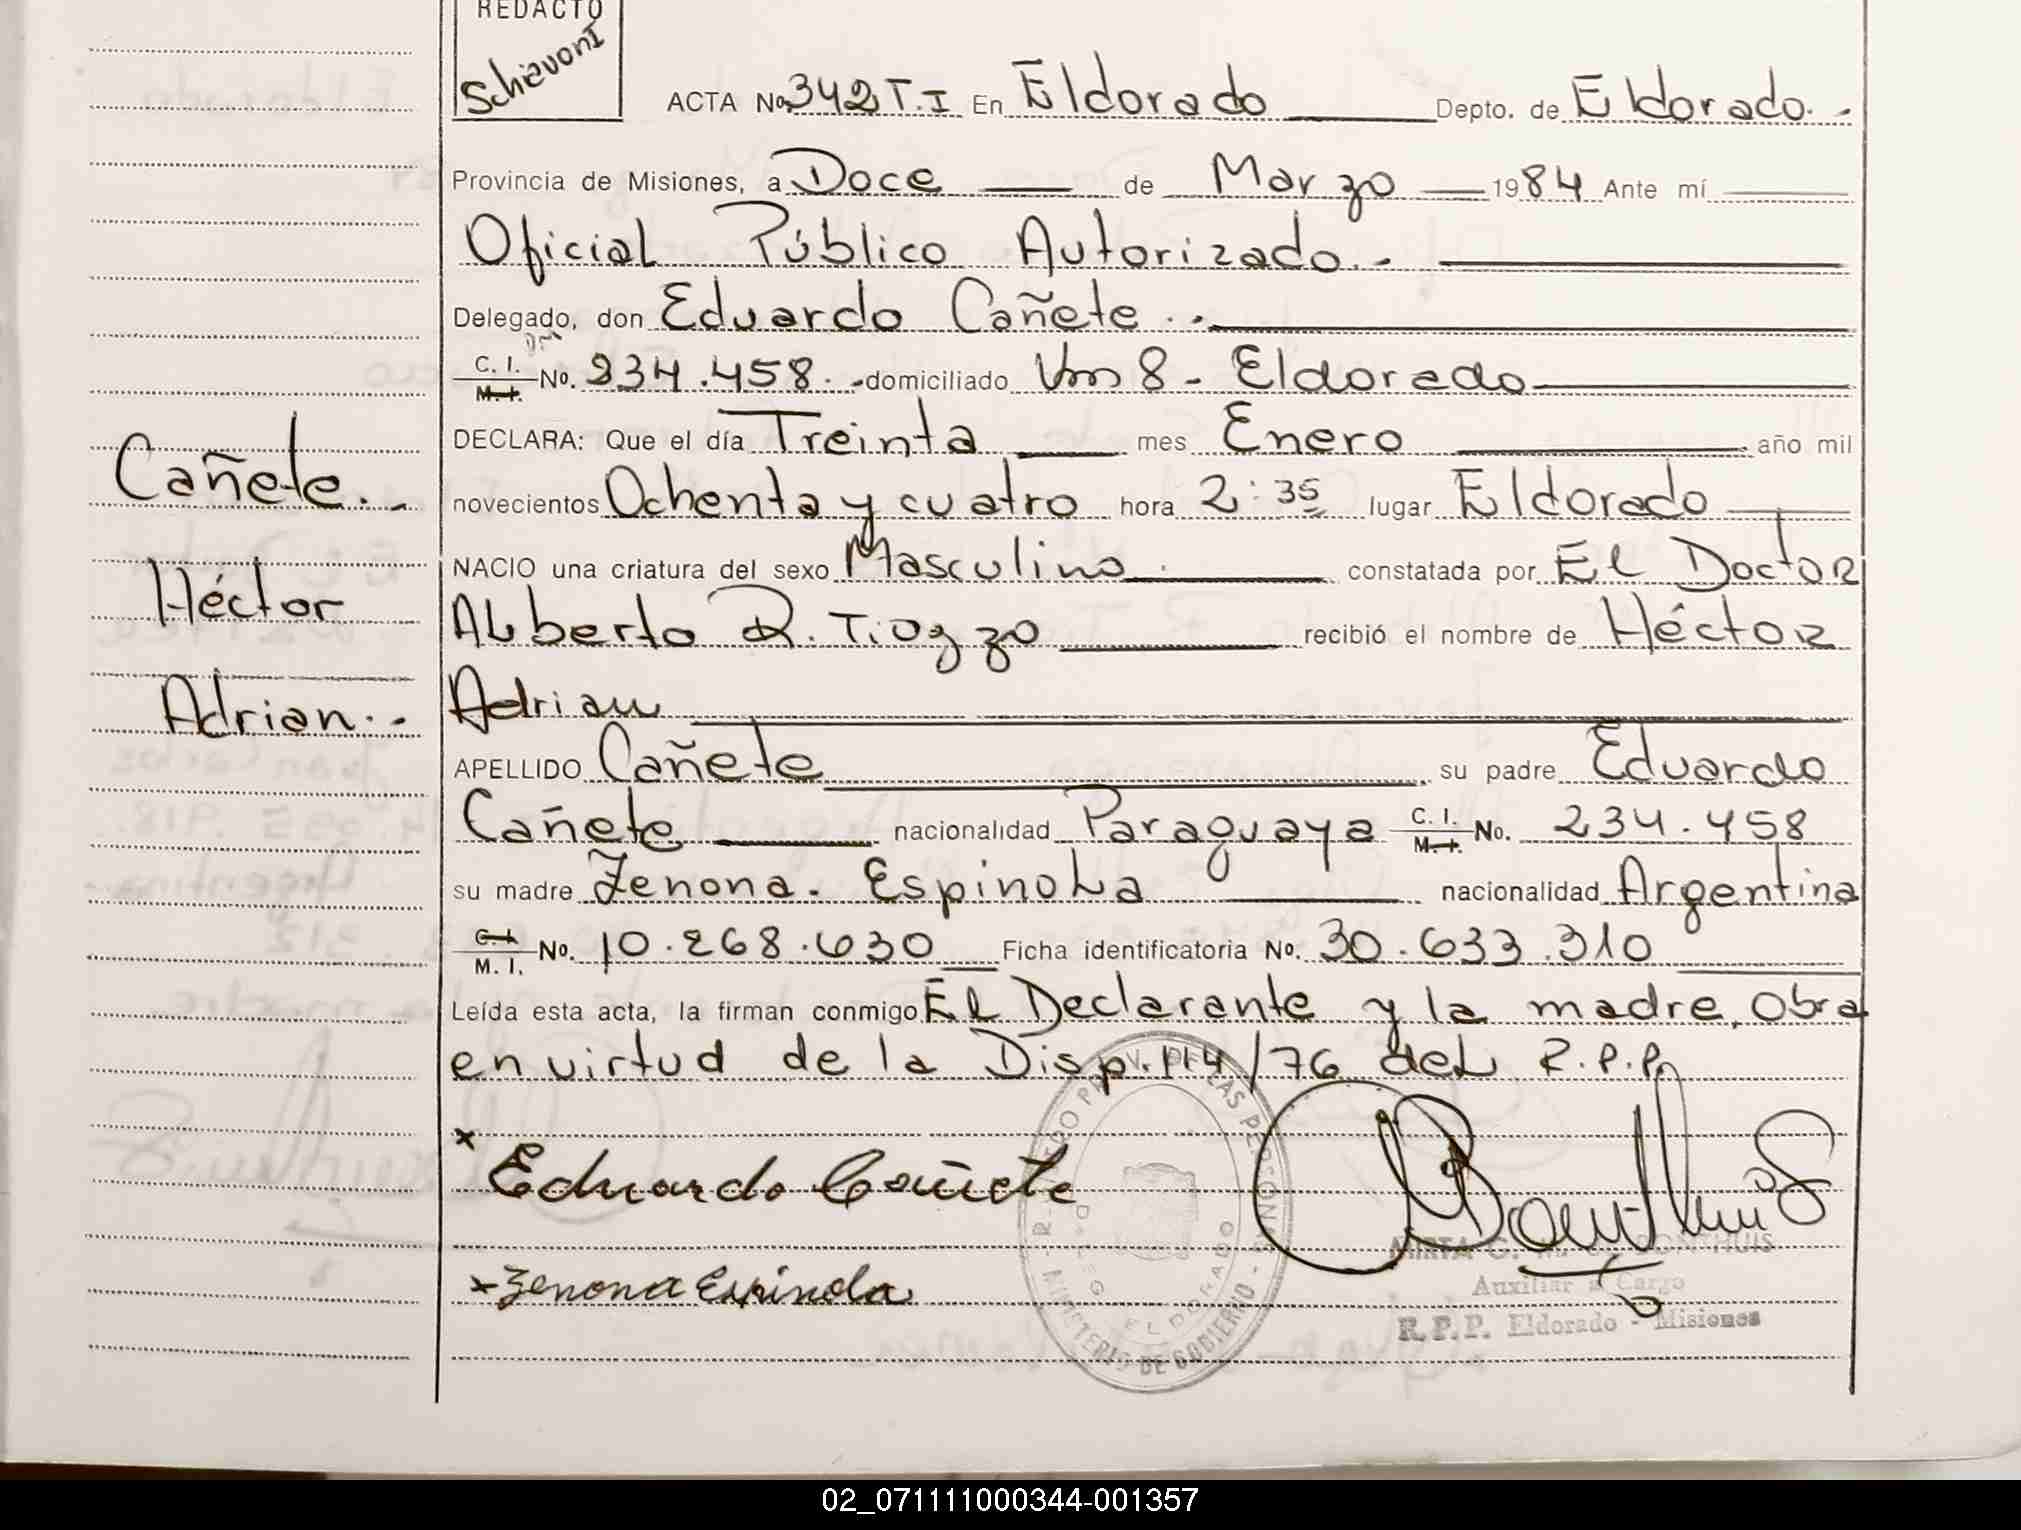 REDACTO
Schiavoni
ACTA No. 342 T.I En Eldorado Depto. de Eldorado.-
Provincia de Misiones, a Doce de Marzo 1984 Ante mí
Oficial Público Autorizado.-
Delegado, don Eduardo Cañete.-
C. I. M. I. No. 234.458.- domiciliado Km 8 - Eldorado
DECLARA: Que el día Treinta mes Enero año mil
Cañete.-
novecientos Ochenta y cuatro hora 2:35 lugar Eldorado
NACIO una criatura del sexo Masculino constatada por El Doctor
Héctor
Alberto R. Tiozzo recibió el nombre de Héctor
Adrian.-
Adrian
APELLIDO Cañete su padre Eduardo
Cañete nacionalidad Paraguaya C. I. M. I. No. 234.458
su madre Zenona Espinola nacionalidad Argentina
C. I. M. I. No. 10.268.630 Ficha identificatoria No. 30.633.310
Leída esta acta, la firman conmigo El Declarante y la madre, Obra
en virtud de la Disp. 114/76 del R.P.P.
x Eduardo Cañete
x Zenona Espinola
MINISTERIO DE GOBIERNO
ELDORADO
Auxiliar a Cargo
R.P.P. Eldorado - Misiones
02_071111000344-001357